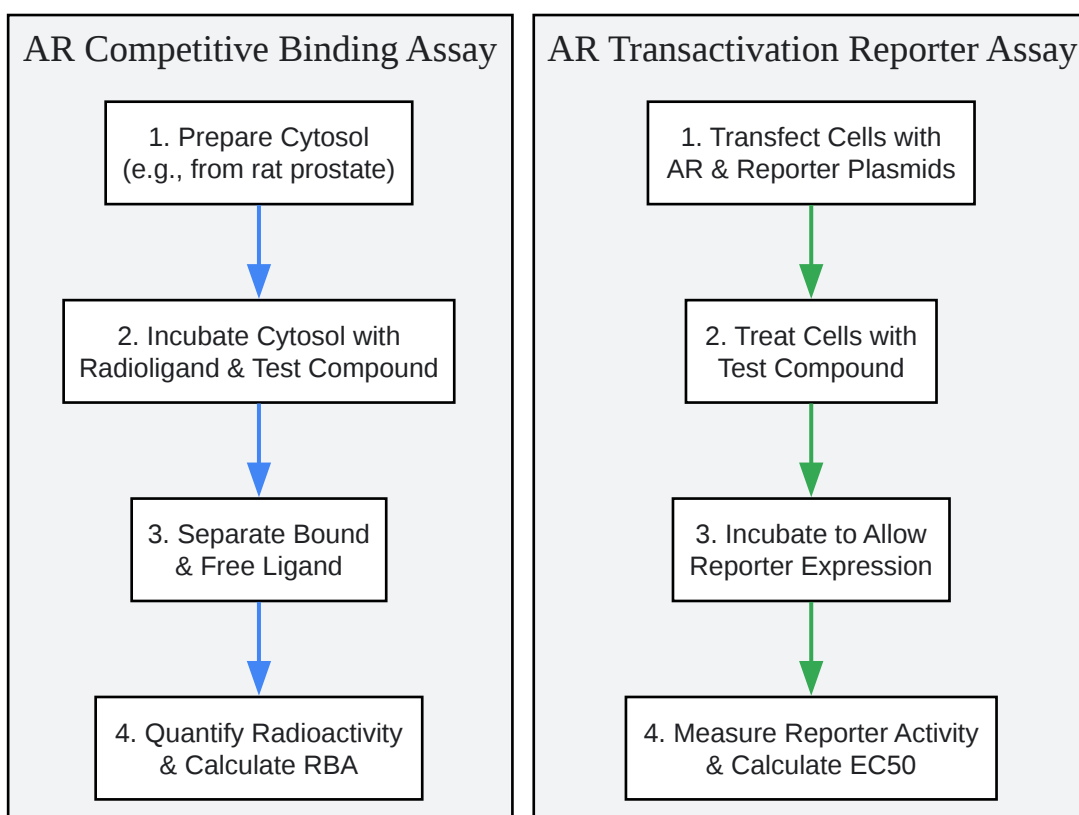 AR Competitive Binding Assay
1. Prepare Cytosol
(e.g., from rat prostate)
2. Incubate Cytosol with
Radioligand & Test Compound
3. Separate Bound
& Free Ligand
4. Quantify Radioactivity
& Calculate RBA
AR Transactivation Reporter Assay
1. Transfect Cells with
AR & Reporter Plasmids
2. Treat Cells with
Test Compound
3. Incubate to Allow
Reporter Expression
4. Measure Reporter Activity
& Calculate EC50